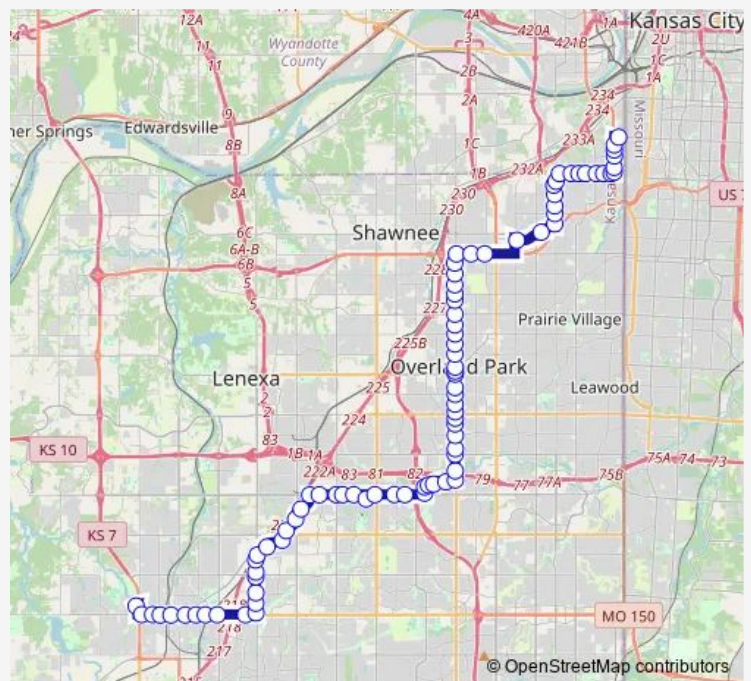 Kansas City
4A
420A
421B
1A
2U
1C
1A
12A
11
11
3
2B
2A
Wyandotte
County
9
8B
1C
234
234
233A
Missouri
ner Springs
Edwardsville
8A
1B
232A
230
230
US
Kansas
6C
6A-B
6B
Shawnee
228
5
5
227
Prairie Village
225B
Overland Park
Lenexa
225
Leawood
2
2
224
83
1B
1A
KS 10
222A
83
81
82
79
77
77A
75B
75A
74
73
KS 7
218
MO 150
217
© OpenStreetMap contributors